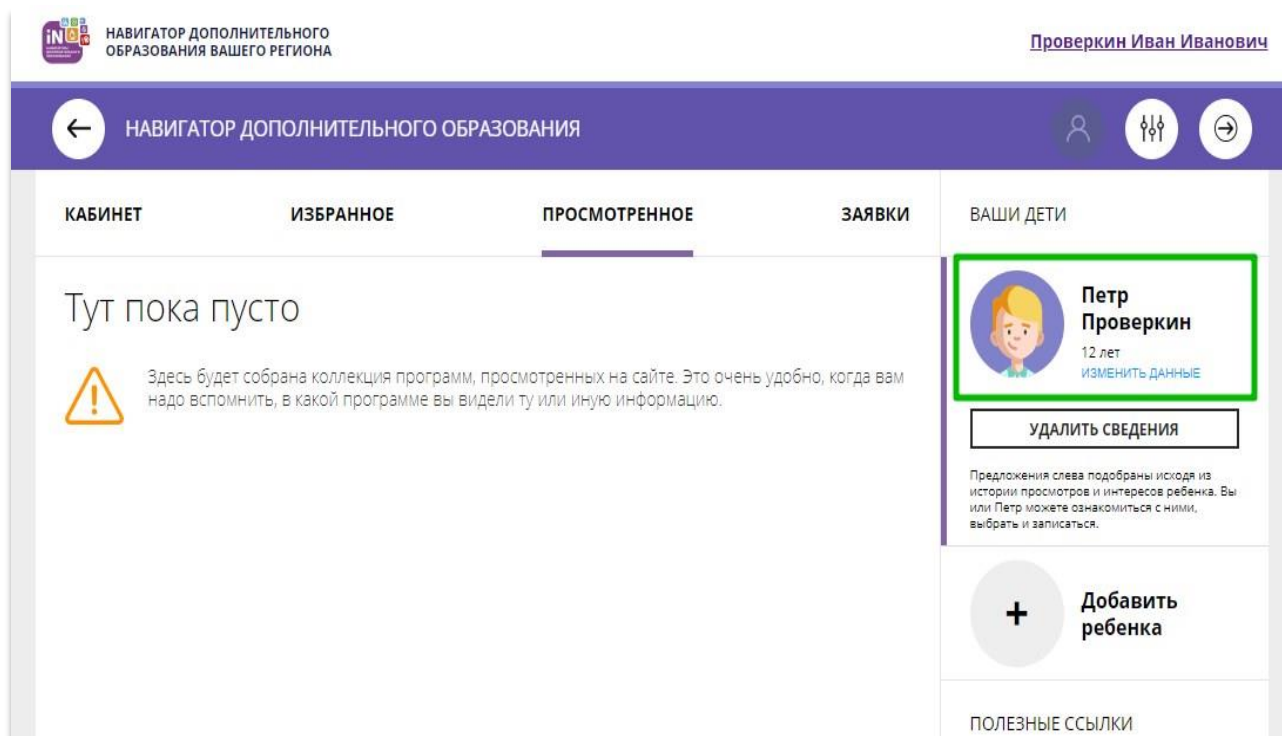 iN
НАВИГАТОР ДОПОЛНИТЕЛЬНОГО
ОБРАЗОВАНИЯ ВАШЕГО РЕГИОНА
Проверкин Иван Иванович
НАВИГАТОР ДОПОЛНИТЕЛЬНОГО ОБРАЗОВАНИЯ
КАБИНЕТ ИЗБРАННОЕ ПРОСМОТРЕННОЕ ЗАЯВКИ
Тут пока пусто
Здесь будет собрана коллекция программ, просмотренных на сайте. Это очень удобно, когда вам
надо вспомнить, в какой программе вы видели ту или иную информацию.
ВАШИ ДЕТИ
Петр
Проверкин
12 лет
ИЗМЕНИТЬ ДАННЫЕ
УДАЛИТЬ СВЕДЕНИЯ
Предложения слева подобраны исходя из
истории просмотров и интересов ребенка. Вы
или Петр можете ознакомиться с ними,
выбрать и записаться.
+ Добавить
ребенка
ПОЛЕЗНЫЕ ССЫЛКИ